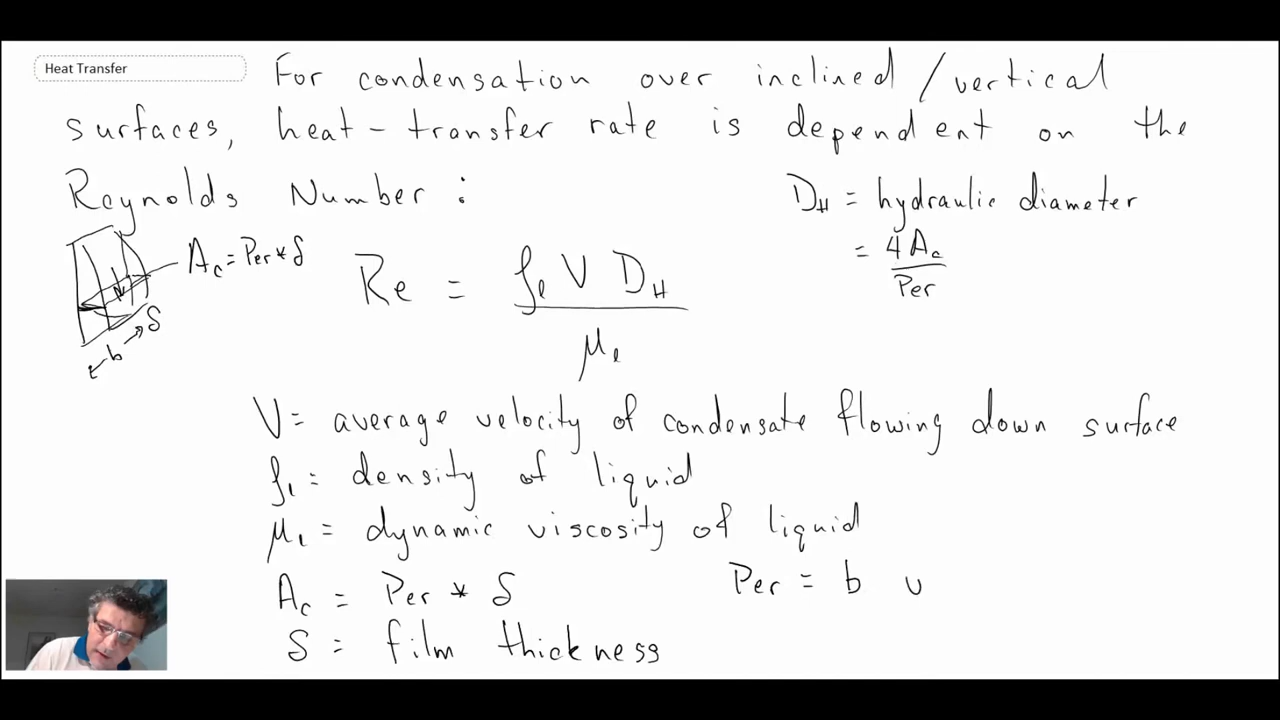 Heat Transfer
For condensation over inclined / vertical
surfaces, heat-transfer rate is dependent on the
Reynolds Number :
D_H = hydraulic diameter
= 4 A_c / Per
A_c = Per * δ
δ
b
Re = ρ_l V D_H / μ_l
V = average velocity of condensate flowing down surface
ρ_l = density of liquid
μ_l = dynamic viscosity of liquid
A_c = Per * δ
Per = b v
δ = film thickness